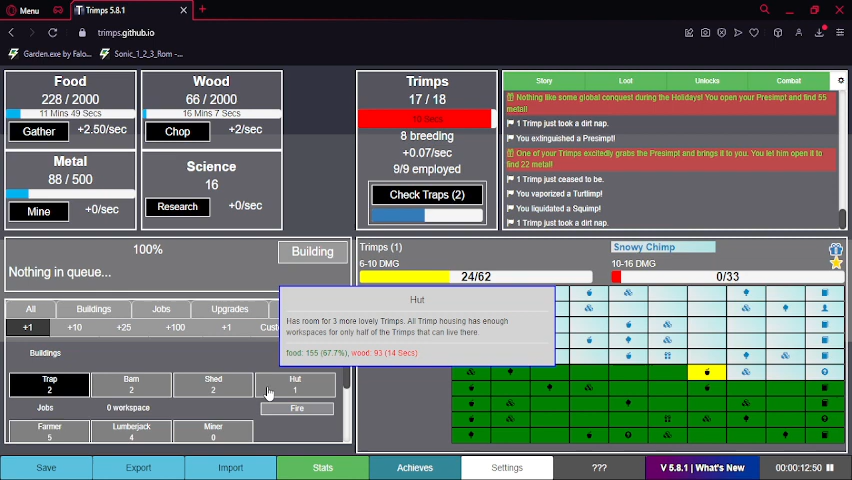 Menu
Trimps 5.8.1
trimps.github.io
Garden.exe by Falo...
Sonic_1_2_3_Rom -...
Food
228 / 2000
11 Mins 49 Secs
Gather
+2.50/sec
Wood
66 / 2000
16 Mins 7 Secs
Chop
+2/sec
Metal
88 / 500
Mine
+0/sec
Science
16
Research
+0/sec
Trimps
17 / 18
10 Secs
8 breeding
+0.07/sec
9/9 employed
Check Traps (2)
Story
Loot
Unlocks
Combat
Nothing like some global conquest during the Holidays! You open your Presimpt and find 55
metal!
1 Trimp just took a dirt nap.
You extinguished a Presimpt!
One of your Trimps excitedly grabs the Presimpt and brings it to you. You let him open it to
find 22 metal!
1 Trimp just ceased to be.
You vaporized a Turtlimp!
You liquidated a Squimp!
1 Trimp just took a dirt nap.
100%
Building
Nothing in queue...
Trimps (1)
6-10 DMG
24/62
Snowy Chimp
10-16 DMG
0/33
All
Buildings
Jobs
Upgrades
+1
+10
+25
+100
+1
Hut
Has room for 3 more lovely Trimps. All Trimp housing has enough
workspaces for only half of the Trimps that can live there
food: 155 (67.7%), wood: 93 (14 Secs)
Buildings
Trap
2
Barn
2
Shed
2
Hut
1
Jobs
0 workspace
Fire
Farmer
5
Lumberjack
4
Miner
0
Save
Export
Import
Stats
Achieves
Settings
???
V 5.8.1 | What's New
00:00:12:50